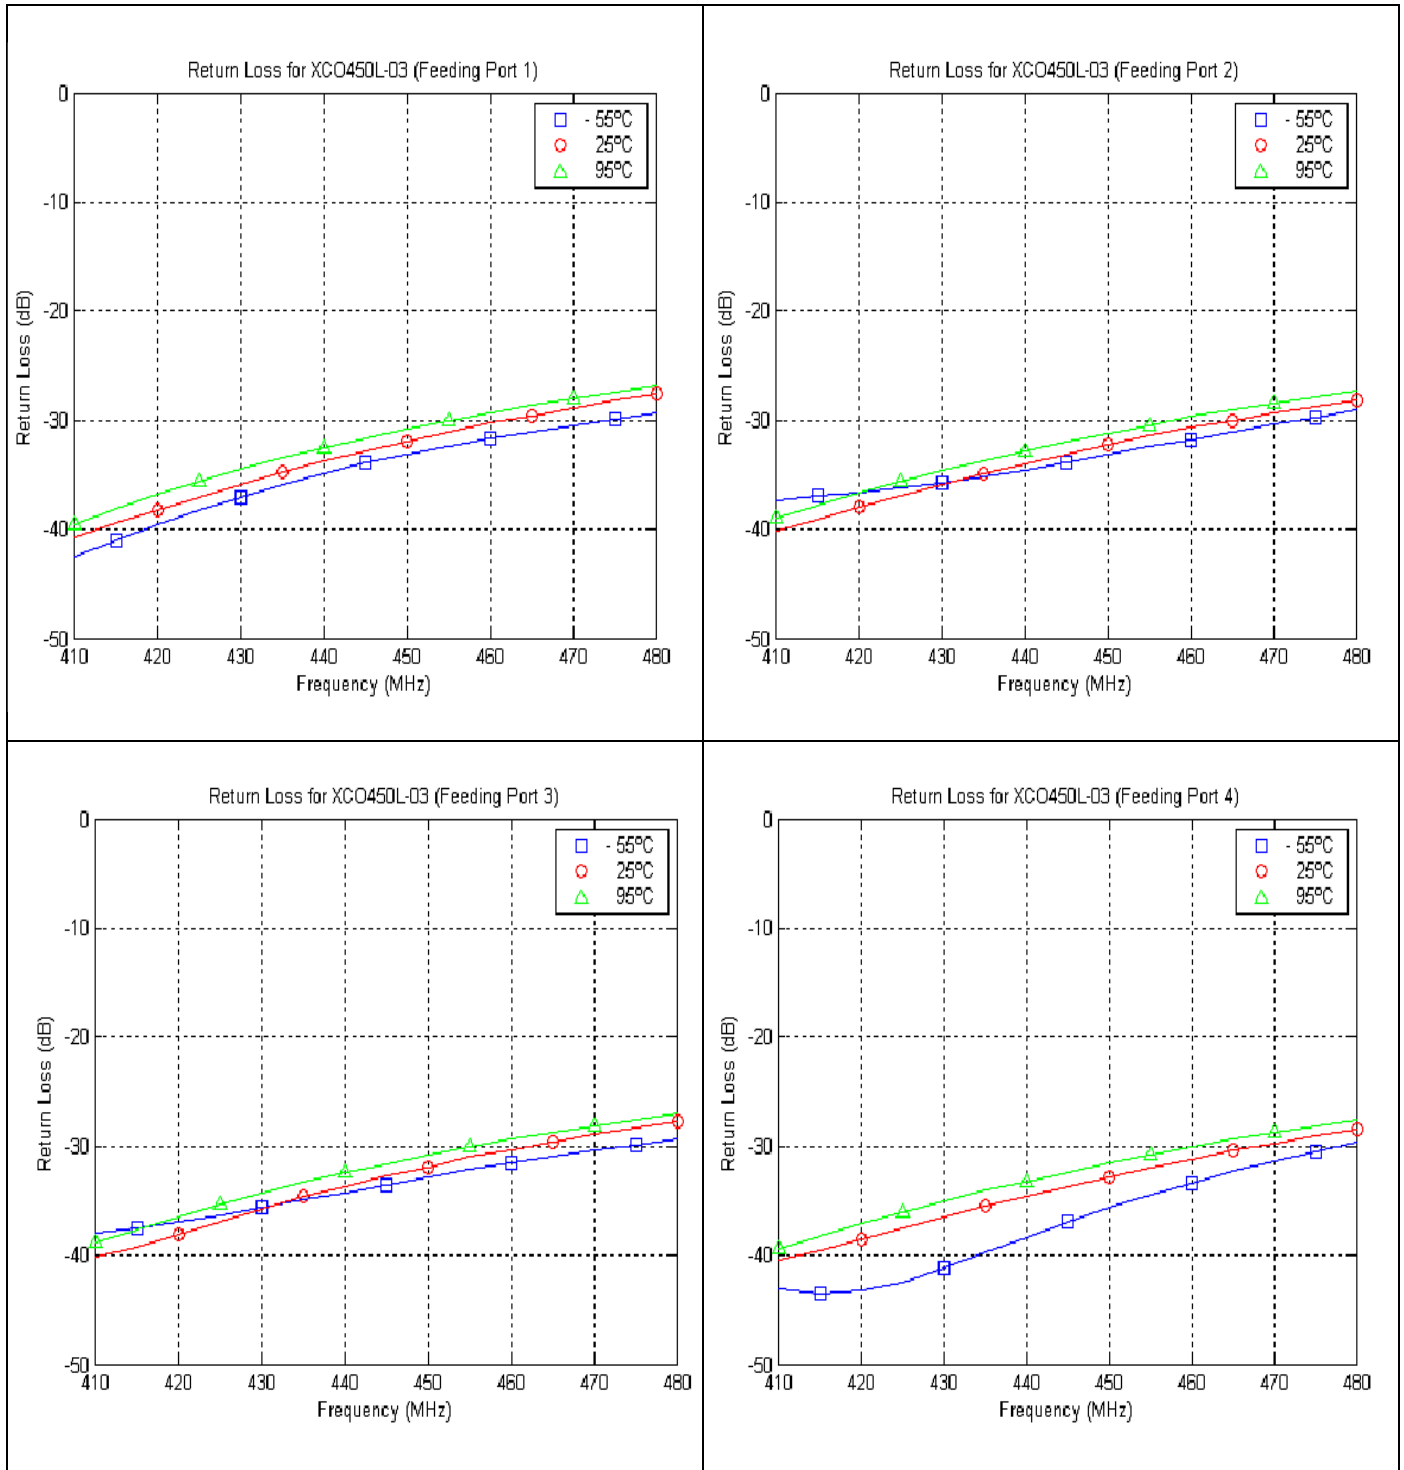 Return Loss for XCO450L-03 (Feeding Port 1)
0
-10
-20
-30
-40
-50
Return Loss (dB)
- 55ºC
25ºC
95ºC
410 420 430 440 450 460 470 480
Frequency (MHz)
Return Loss for XCO450L-03 (Feeding Port 2)
0
-10
-20
-30
-40
-50
Return Loss (dB)
- 55ºC
25ºC
95ºC
410 420 430 440 450 460 470 480
Frequency (MHz)
Return Loss for XCO450L-03 (Feeding Port 3)
0
-10
-20
-30
-40
-50
Return Loss (dB)
- 55ºC
25ºC
95ºC
410 420 430 440 450 460 470 480
Frequency (MHz)
Return Loss for XCO450L-03 (Feeding Port 4)
0
-10
-20
-30
-40
-50
Return Loss (dB)
- 55ºC
25ºC
95ºC
410 420 430 440 450 460 470 480
Frequency (MHz)